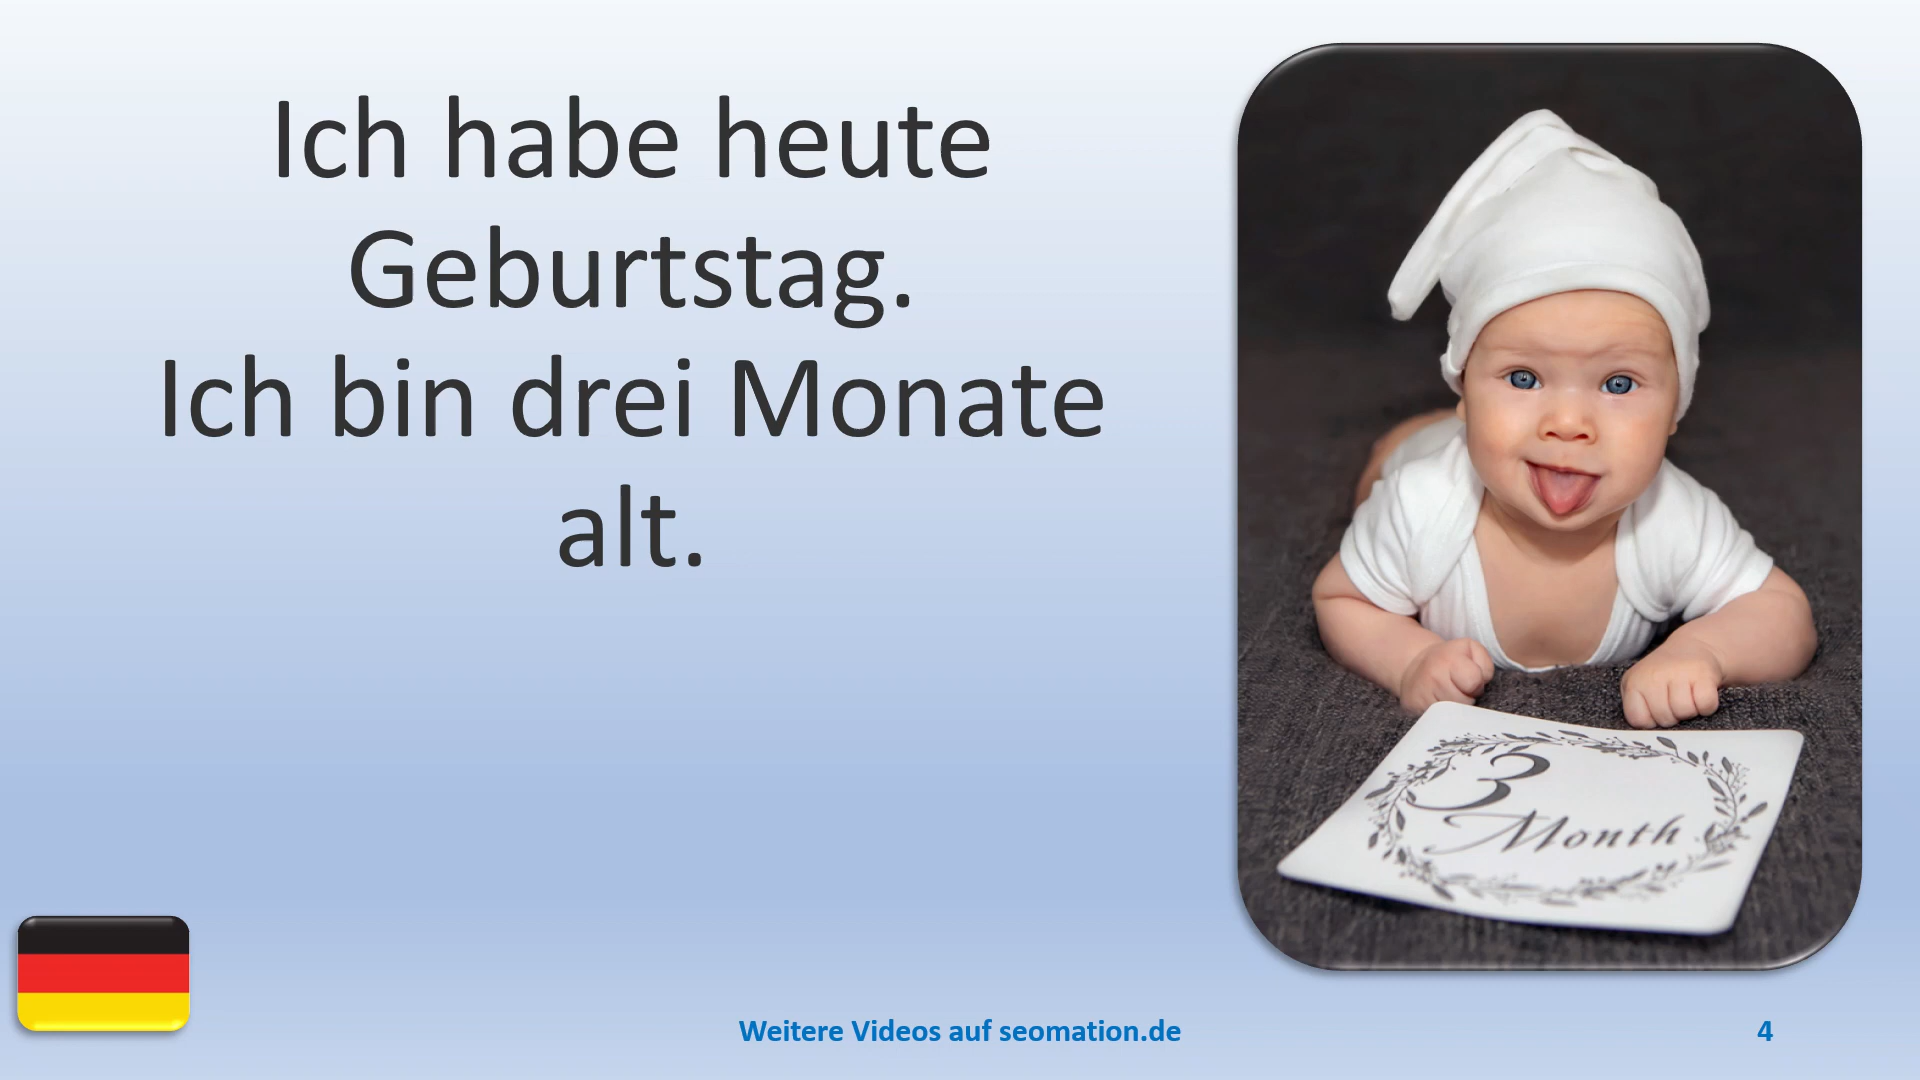 Ich habe heute
Geburtstag.
Ich bin drei Monate
alt.
3
Month
Weitere Videos auf seomation.de
4